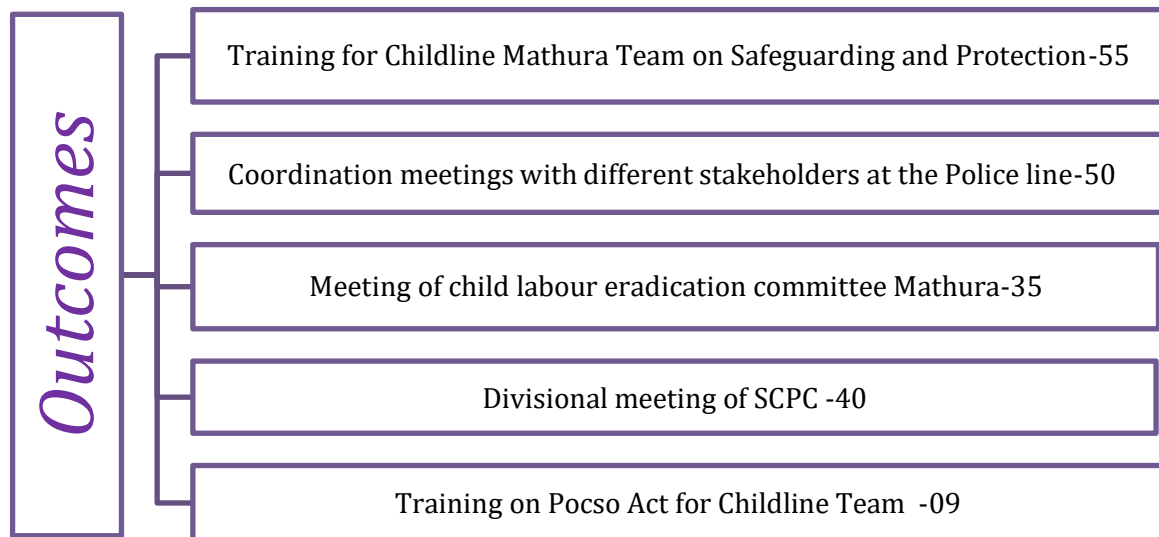 Outcomes
Training for Childline Mathura Team on Safeguarding and Protection-55
Coordination meetings with different stakeholders at the Police line-50
Meeting of child labour eradication committee Mathura-35
Divisional meeting of SCPC -40
Training on Pocso Act for Childline Team  -09